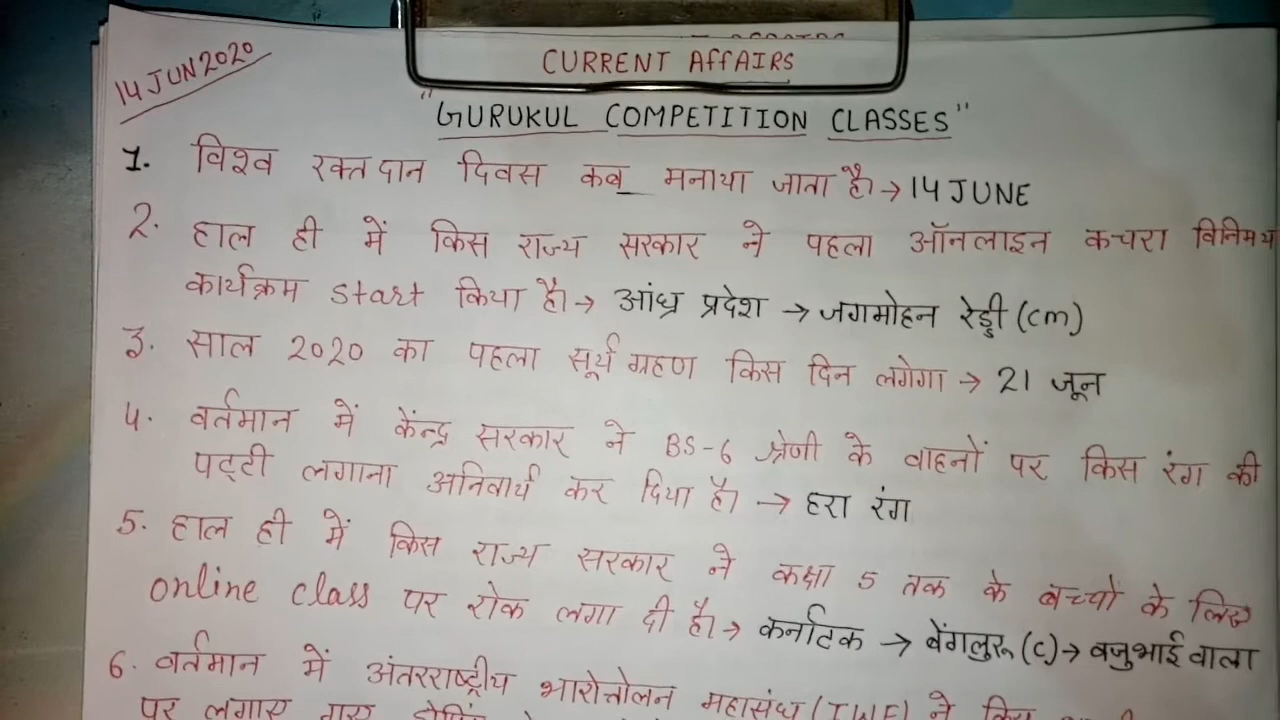 14 JUN 2020
CURRENT AFFAIRS
"GURUKUL COMPETITION CLASSES"
1. विश्व रक्तदान दिवस कब मनाया जाता है। → 14 JUNE
2. हाल ही में किस राज्य सरकार ने पहला ऑनलाइन कचरा विनिमय
कार्यक्रम start किया है। → आंध्र प्रदेश → जगमोहन रेड्डी (cm)
3. साल 2020 का पहला सूर्य ग्रहण किस दिन लगेगा → 21 जून
4. वर्तमान में केंन्द्र सरकार ने BS-6 श्रेणी के वाहनों पर किस रंग की
पट्टी लगाना अनिवार्य कर दिया है। → हरा रंग
5. हाल ही में किस राज्य सरकार ने कक्षा 5 तक के बच्चों के लिए
online class पर रोक लगा दी है। → कर्नाटक → बेंगलुरू (c) → वजुभाई वाला
6. वर्तमान में अंतरराष्ट्रीय भारोत्तोलन महासंघ (IWF) ने किस
पर लगाए गए